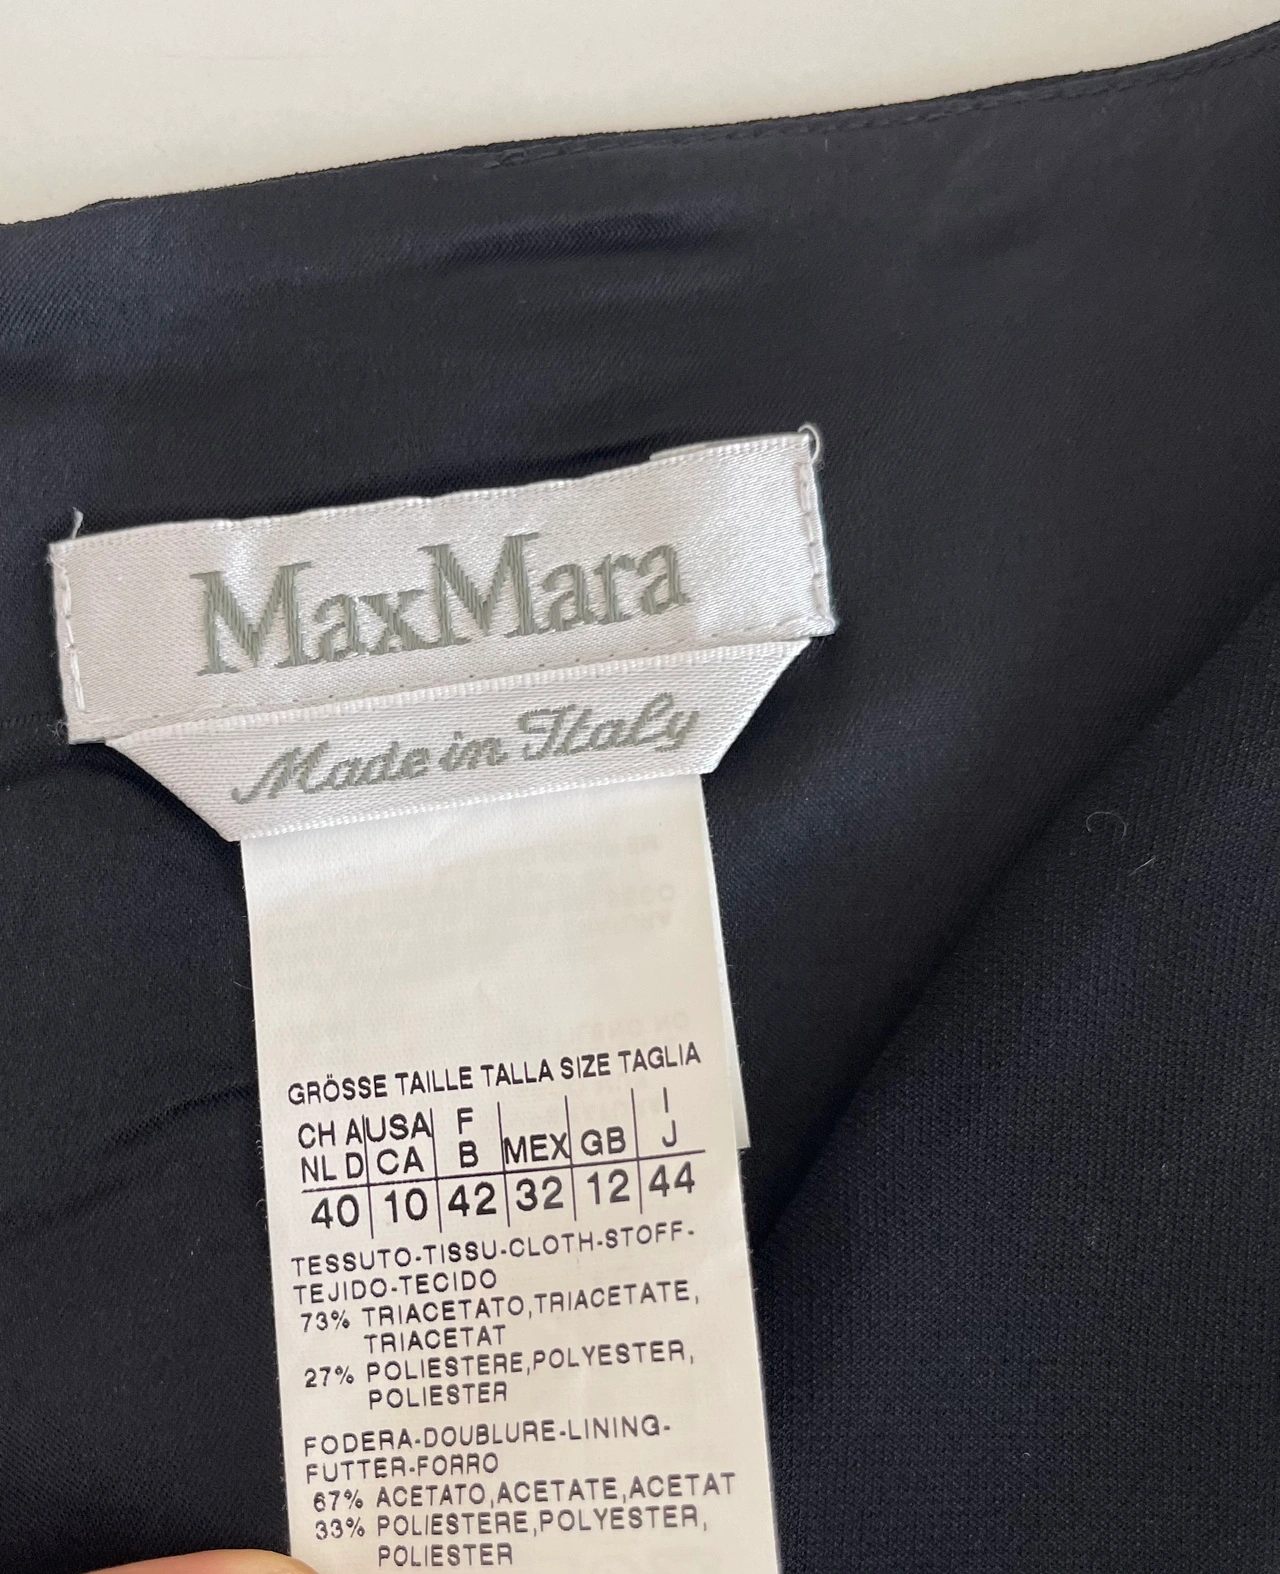 MaxMara
Made in Italy
GRÖSSE TAILLE TALLA SIZE TAGLIA
CH A USA F MEX GB I
NL D CA B J
40 10 42 32 12 44
TESSUTO-TISSU-CLOTH-STOFF-
TEJIDO-TECIDO
73% TRIACETATO,TRIACETATE,
TRIACETAT
27% POLIESTERE,POLYESTER,
POLIESTER
FODERA-DOUBLURE-LINING-
FUTTER-FORRO
67% ACETATO,ACETATE,ACETAT
33% POLIESTERE,POLYESTER,
POLIESTER